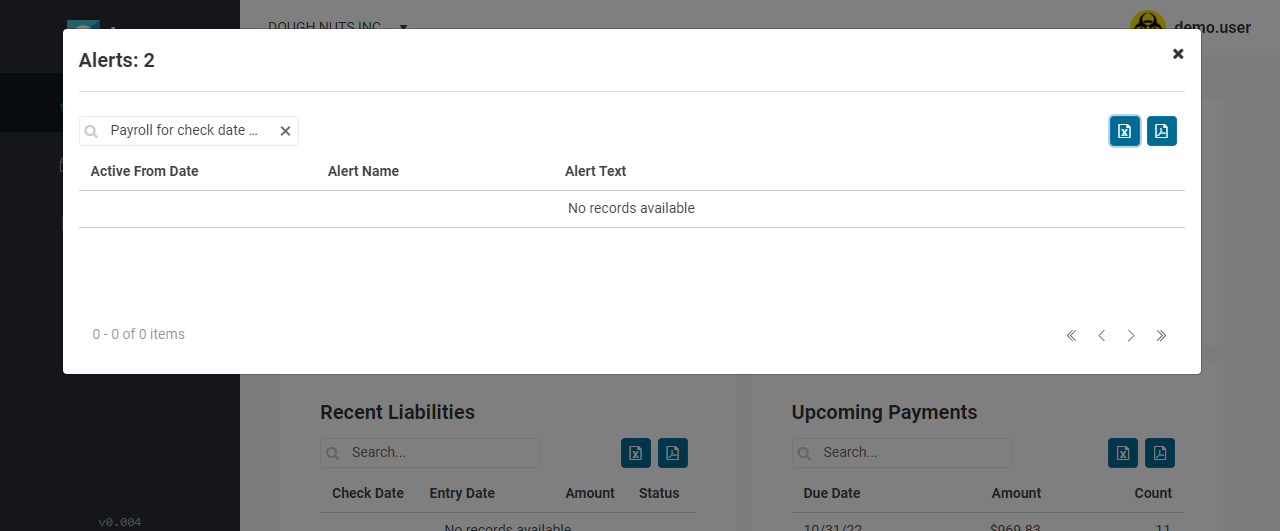 DOUGH NUTS INC
demo.user
Alerts: 2
Payroll for check date ...
Active From Date Alert Name Alert Text
No records available
0 - 0 of 0 items
Recent Liabilities
Search...
Check Date Entry Date Amount Status
No records available
Upcoming Payments
Search...
Due Date Amount Count
10/31/22 $969.83 11
v0.004